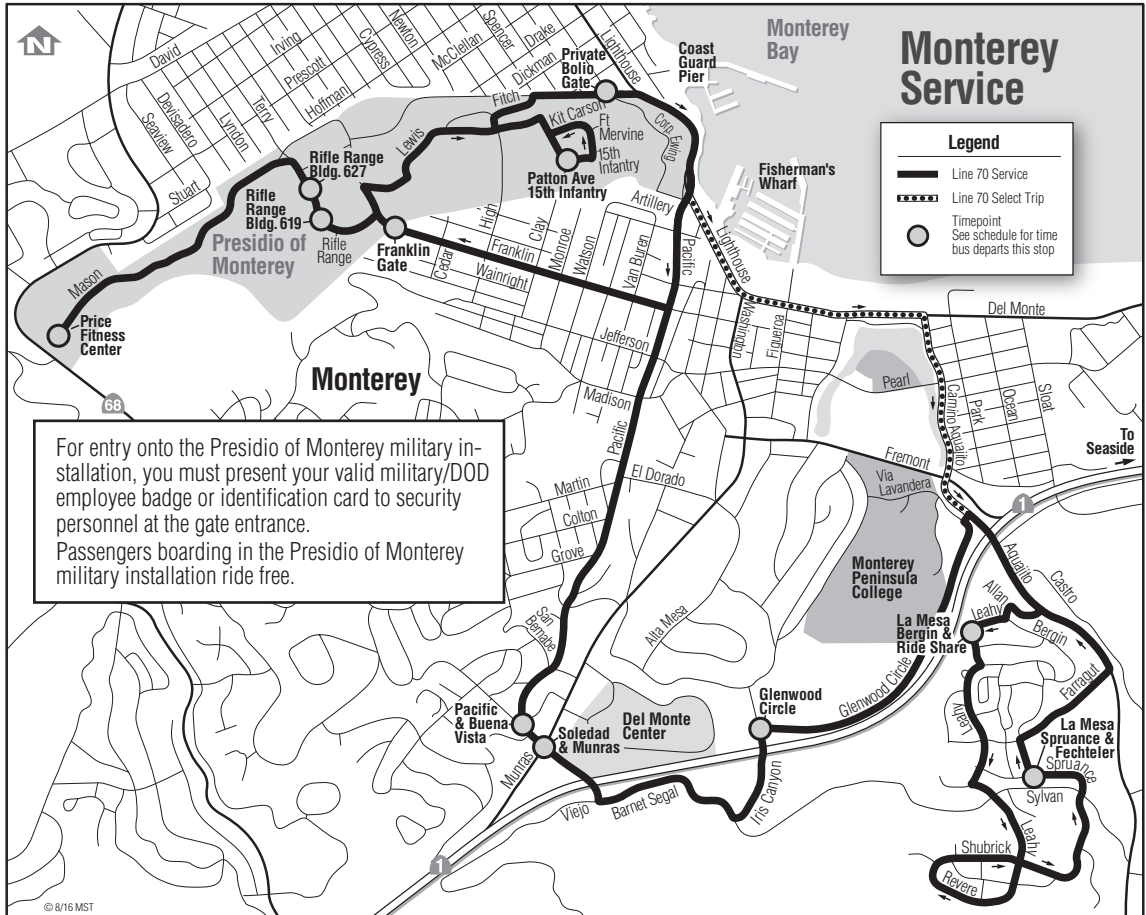 N
Monterey
Service
Monterey
Bay
Legend
Line 70 Service
Line 70 Select Trip
Timepoint
See schedule for time
bus departs this stop
David
Irving
Prescott
Hoffman
Cypress
Newton
McClellan
Spencer
Drake
Dickman
Lighthouse
Private
Bolio
Gate
Coast
Guard
Pier
Seaview
Devisadero
Lyndon
Terry
Stuart
Fitch
Lewis
Kit Carson
Ft
Mervine
15th
Infantry
Corp. Ewing
Patton Ave
15th Infantry
Fisherman's
Wharf
Rifle Range
Bldg. 627
Rifle
Range
Bldg. 619
Presidio of
Monterey
Rifle
Range
Franklin
Gate
Mason
Price
Fitness
Center
Artillery
High
Cedar
Franklin
Wainright
Clay
Monroe
Watson
Van Buren
Pacific
Lighthouse
Washington
Figueroa
Del Monte
Jefferson
Madison
Pacific
Pearl
Camino Aguajito
Park
Ocean
Sloat
To
Seaside
Monterey
68
For entry onto the Presidio of Monterey military in-
stallation, you must present your valid military/DOD
employee badge or identification card to security
personnel at the gate entrance.
Passengers boarding in the Presidio of Monterey
military installation ride free.
Martin
Colton
Grove
El Dorado
Fremont
Via
Lavandera
1
Monterey
Peninsula
College
Aguajito
Castro
Allan
Leahy
Bergin
Farragut
La Mesa
Bergin &
Ride Share
San
Bernabe
Alta Mesa
Glenwood Circle
Glenwood
Circle
Pacific
& Buena
Vista
Soledad
& Munras
Del Monte
Center
Munras
Viejo
Barnet Segal
Iris Canyon
Leahy
La Mesa
Spruance &
Fechteler
Spruance
Sylvan
Leahy
Shubrick
Revere
1
© 8/16 MST